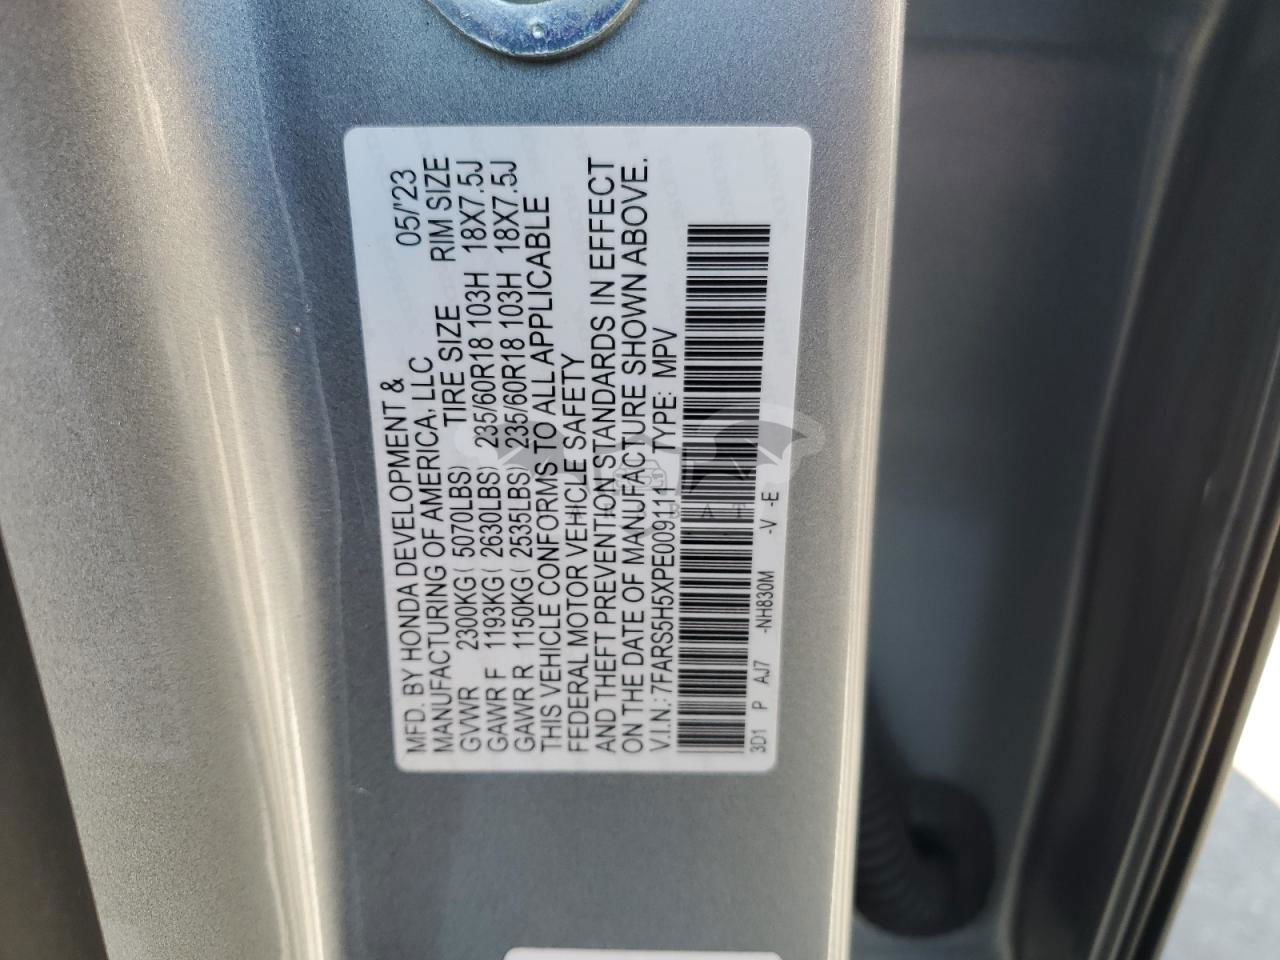 MFD. BY HONDA DEVELOPMENT & 05/'23
MANUFACTURING OF AMERICA, LLC
TIRE SIZE RIM SIZE
GVWR 2300KG( 5070LBS)
GAWR F 1193KG( 2630LBS) 235/60R18 103H 18X7.5J
GAWR R 1150KG( 2535LBS) 235/60R18 103H 18X7.5J
THIS VEHICLE CONFORMS TO ALL APPLICABLE
FEDERAL MOTOR VEHICLE SAFETY
AND THEFT PREVENTION STANDARDS IN EFFECT
ON THE DATE OF MANUFACTURE SHOWN ABOVE.
V.I.N.: 7FARS5H5XPE009111 TYPE: MPV
3D1 P AJ7 -NH830M -V -E